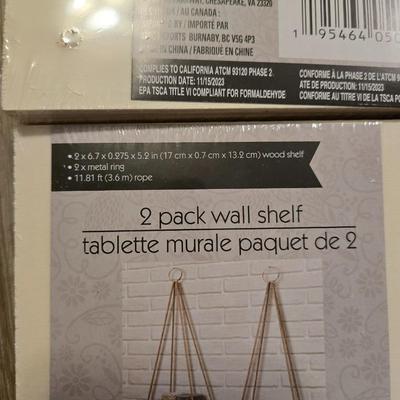 PARKWAY, CHESAPEAKE, VA 23320
AU CANADA :
BY / IMPORTÉ PAR
BURNABY, BC V5G 4P3
IN CHINA / FABRIQUÉ EN CHINE
1 95464 050
COMPLIES TO CALIFORNIA ATCM 93120 PHASE 2
PRODUCTION DATE: 11/15/2023
EPA TSCA TITLE VI COMPLIANT FOR FORMALDEHYDE
CONFORME À LA PHASE 2 DE L'ATCM 93
ATE DE PRODUCTION: 11/15/2023
CONFORME AU TITRE VI DE LA TSCA PO
• 2 x 6.7 x 0.275 x 5.2 in (17 cm x 0.7 cm x 13.2 cm) wood shelf
• 2 x metal ring
• 11.81 ft (3.6 m) rope
2 pack wall shelf
tablette murale paquet de 2